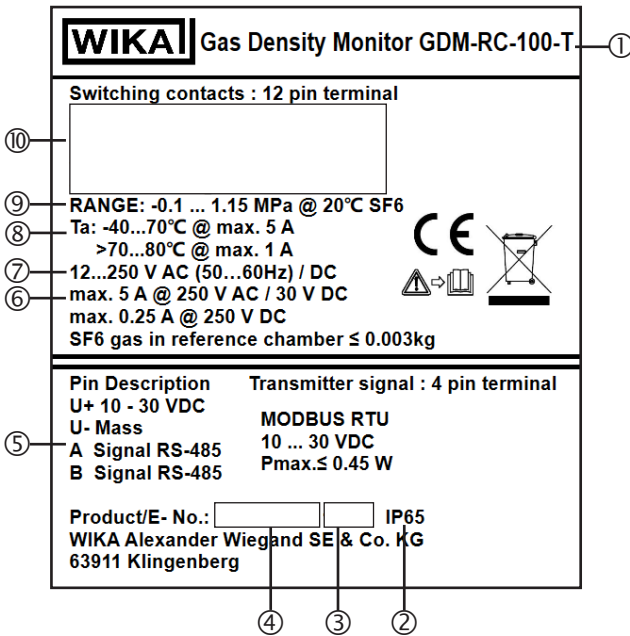 WIKA Gas Density Monitor GDM-RC-100-T ①
Switching contacts : 12 pin terminal
⑩
⑨ RANGE: -0.1 ... 1.15 MPa @ 20℃ SF6
⑧ Ta: -40...70℃ @ max. 5 A
>70...80℃ @ max. 1 A
CE
⑦ 12...250 V AC (50...60Hz) / DC
⑥ max. 5 A @ 250 V AC / 30 V DC
max. 0.25 A @ 250 V DC
SF6 gas in reference chamber ≤ 0.003kg
Pin Description
U+ 10 - 30 VDC
U- Mass
⑤ A Signal RS-485
B Signal RS-485
Transmitter signal : 4 pin terminal
MODBUS RTU
10 ... 30 VDC
Pmax.≤ 0.45 W
Product/E- No.: IP65
WIKA Alexander Wiegand SE & Co. KG
63911 Klingenberg
④ ③ ②